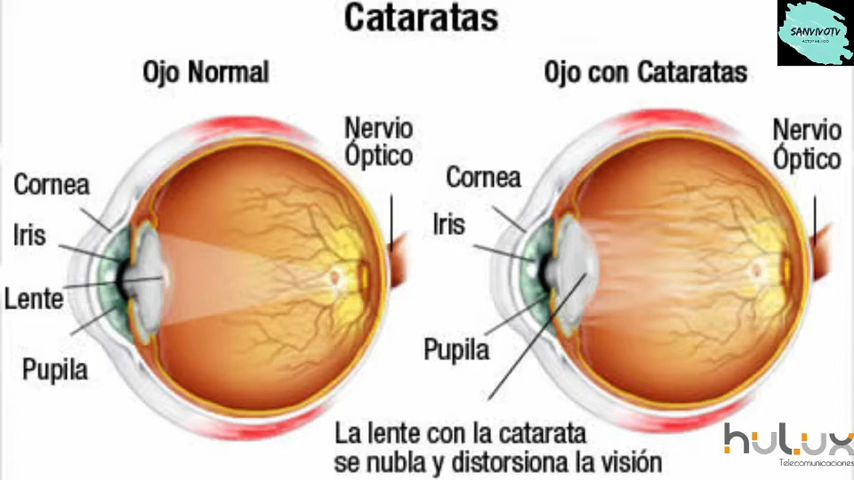 Cataratas
SANVIVOTV
Ojo Normal
Ojo con Cataratas
Nervio
Óptico
Cornea
Iris
Lente
Pupila
Nervio
Óptico
Cornea
Iris
Pupila
La lente con la catarata
se nubla y distorsiona la visión
hulux
Telecomunicaciones